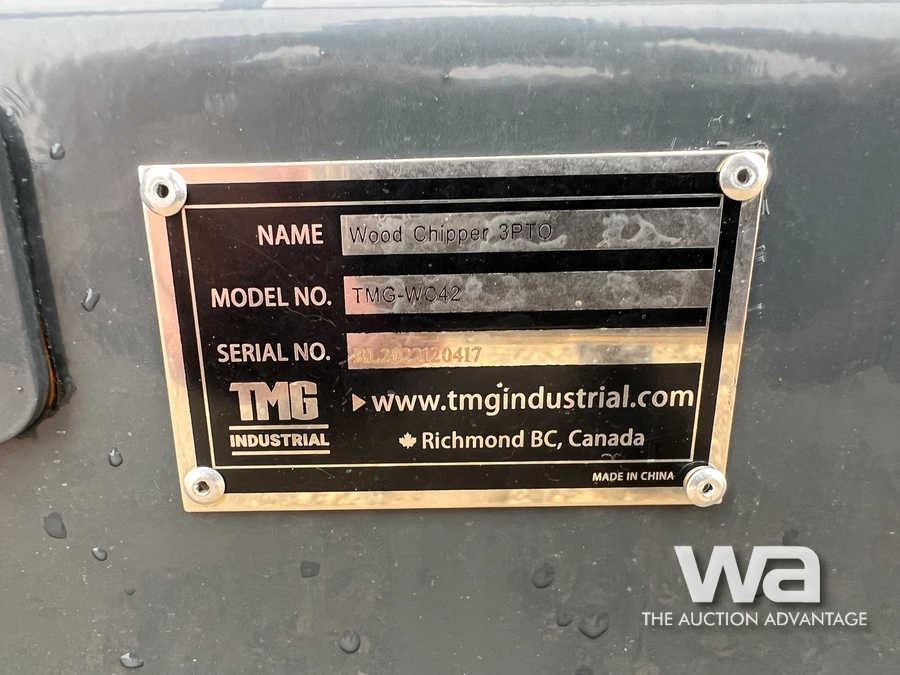 NAME Wood Chipper 3PTO
MODEL NO. TMG-WC42
SERIAL NO.
TMG
INDUSTRIAL
www.tmgindustrial.com
Richmond BC, Canada
MADE IN CHINA
wa
THE AUCTION ADVANTAGE